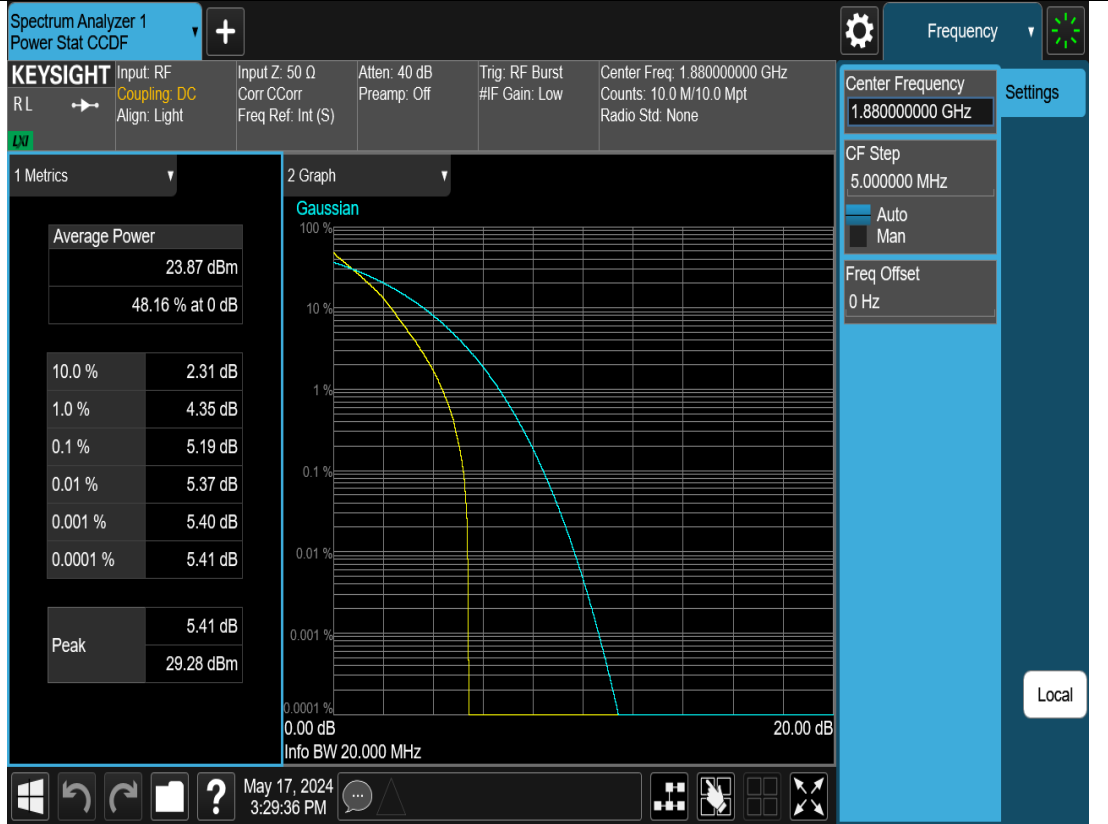 Spectrum Analyzer 1
Power Stat CCDF
+
Frequency
KEYSIGHT
RL
LXI
Input: RF
Coupling: DC
Align: Light
Input Z: 50 Ω
Corr CCorr
Freq Ref: Int (S)
Atten: 40 dB
Preamp: Off
Trig: RF Burst
#IF Gain: Low
Center Freq: 1.880000000 GHz
Counts: 10.0 M/10.0 Mpt
Radio Std: None
Center Frequency
1.880000000 GHz
Settings
CF Step
5.000000 MHz
Auto
Man
Freq Offset
0 Hz
1 Metrics
Average Power
23.87 dBm
48.16 % at 0 dB
10.0 % 2.31 dB
1.0 % 4.35 dB
0.1 % 5.19 dB
0.01 % 5.37 dB
0.001 % 5.40 dB
0.0001 % 5.41 dB
Peak
5.41 dB
29.28 dBm
2 Graph
Gaussian
100 %
10 %
1 %
0.1 %
0.01 %
0.001 %
0.0001 %
0.00 dB 20.00 dB
Info BW 20.000 MHz
Local
?
May 17, 2024
3:29:36 PM